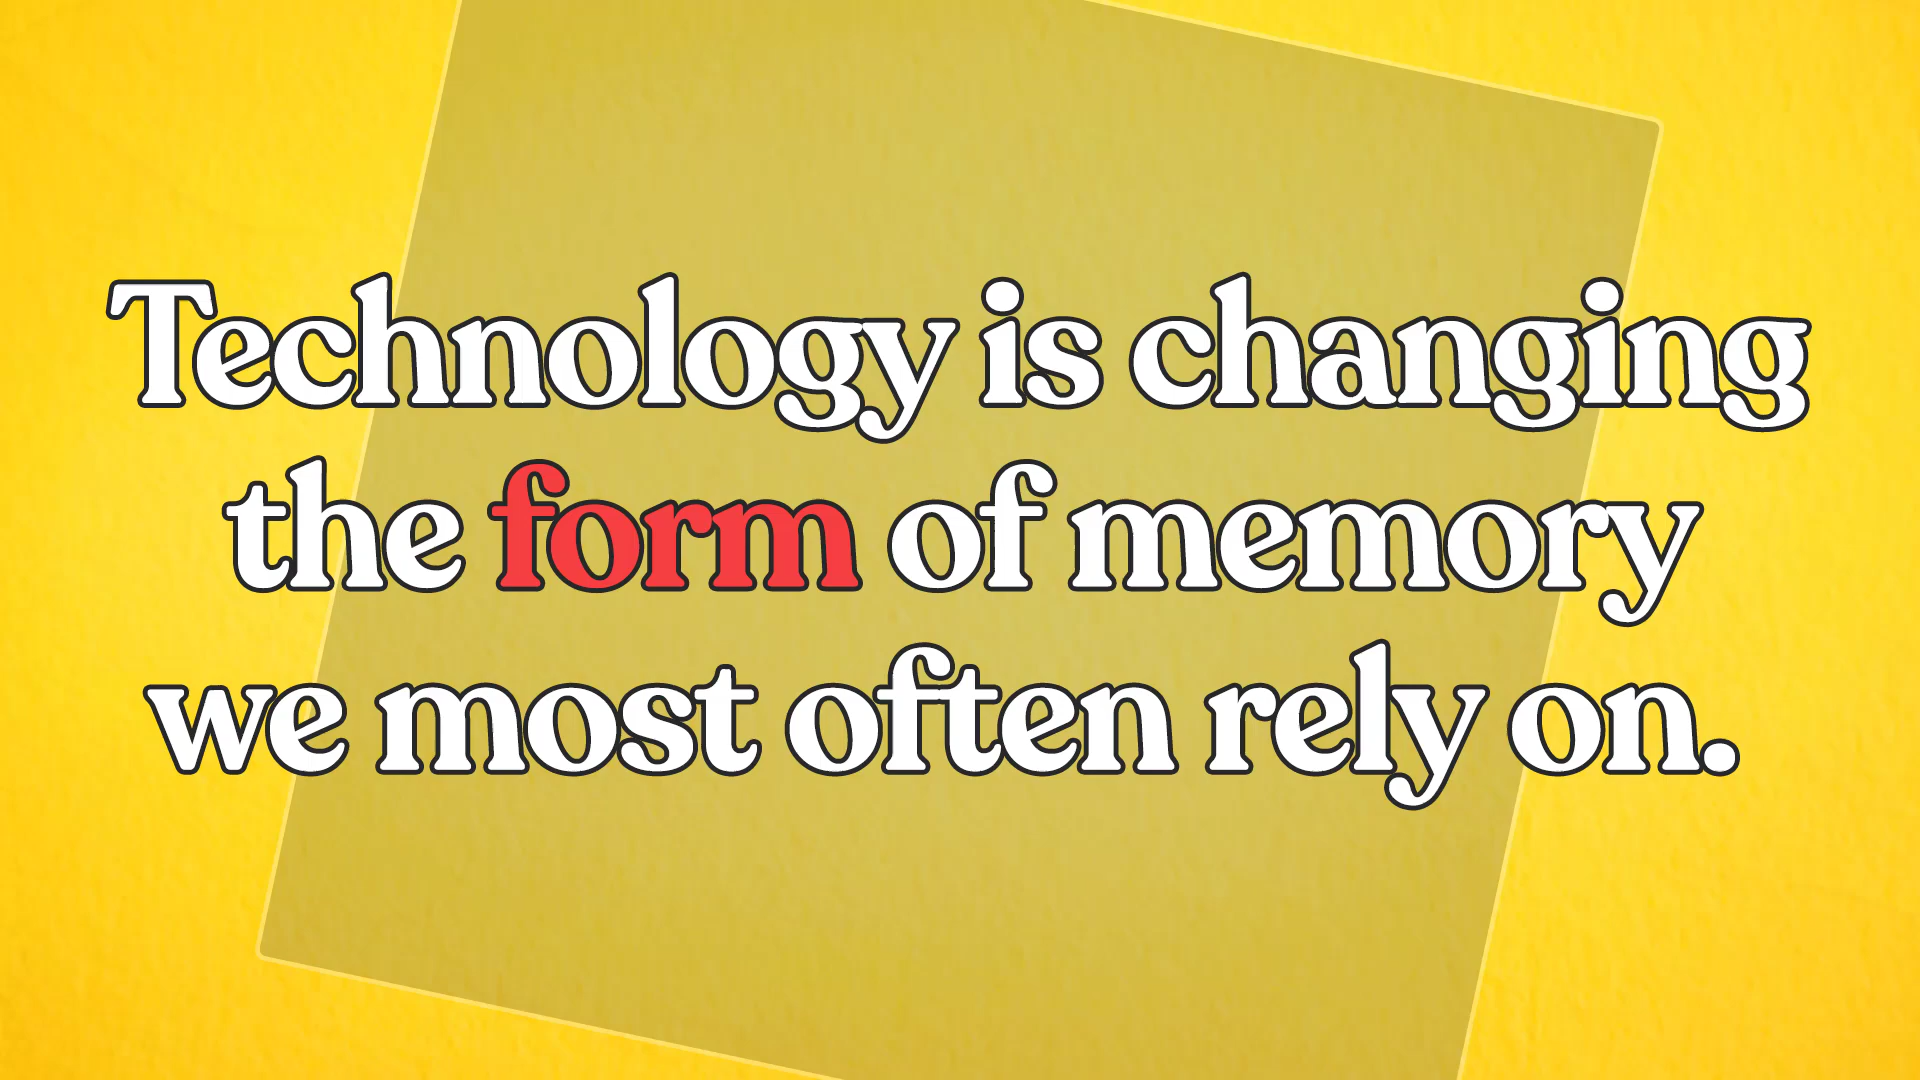 Technology is changing
the form of memory
we most often rely on.